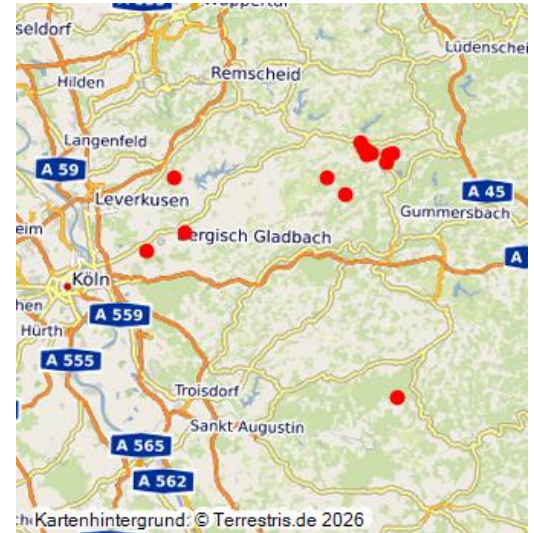 Wuppertal
seldorf
Lüdenschei
Remscheid
Hilden
Langenfeld
A 59
Leverkusen
A 45
Gummersbach
eim
ergisch Gladbach
A
Köln
chen
A 559
Hürth
A 555
Troisdorf
Sankt Augustin
A 565
A 562
Kartenhintergrund: © Terrestris.de 2026